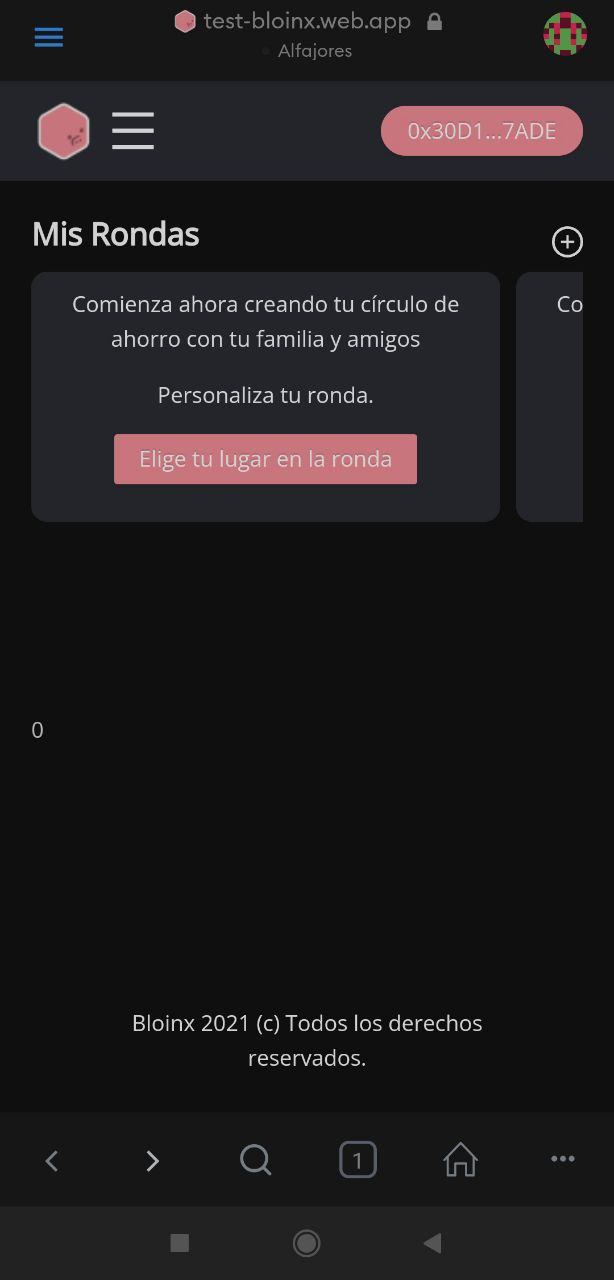 test-bloinx.web.app
Alfajores
0x30D1...7ADE
Mis Rondas
Comienza ahora creando tu círculo de
ahorro con tu familia y amigos
Personaliza tu ronda.
Elige tu lugar en la ronda
Co
0
Bloinx 2021 (c) Todos los derechos
reservados.
1